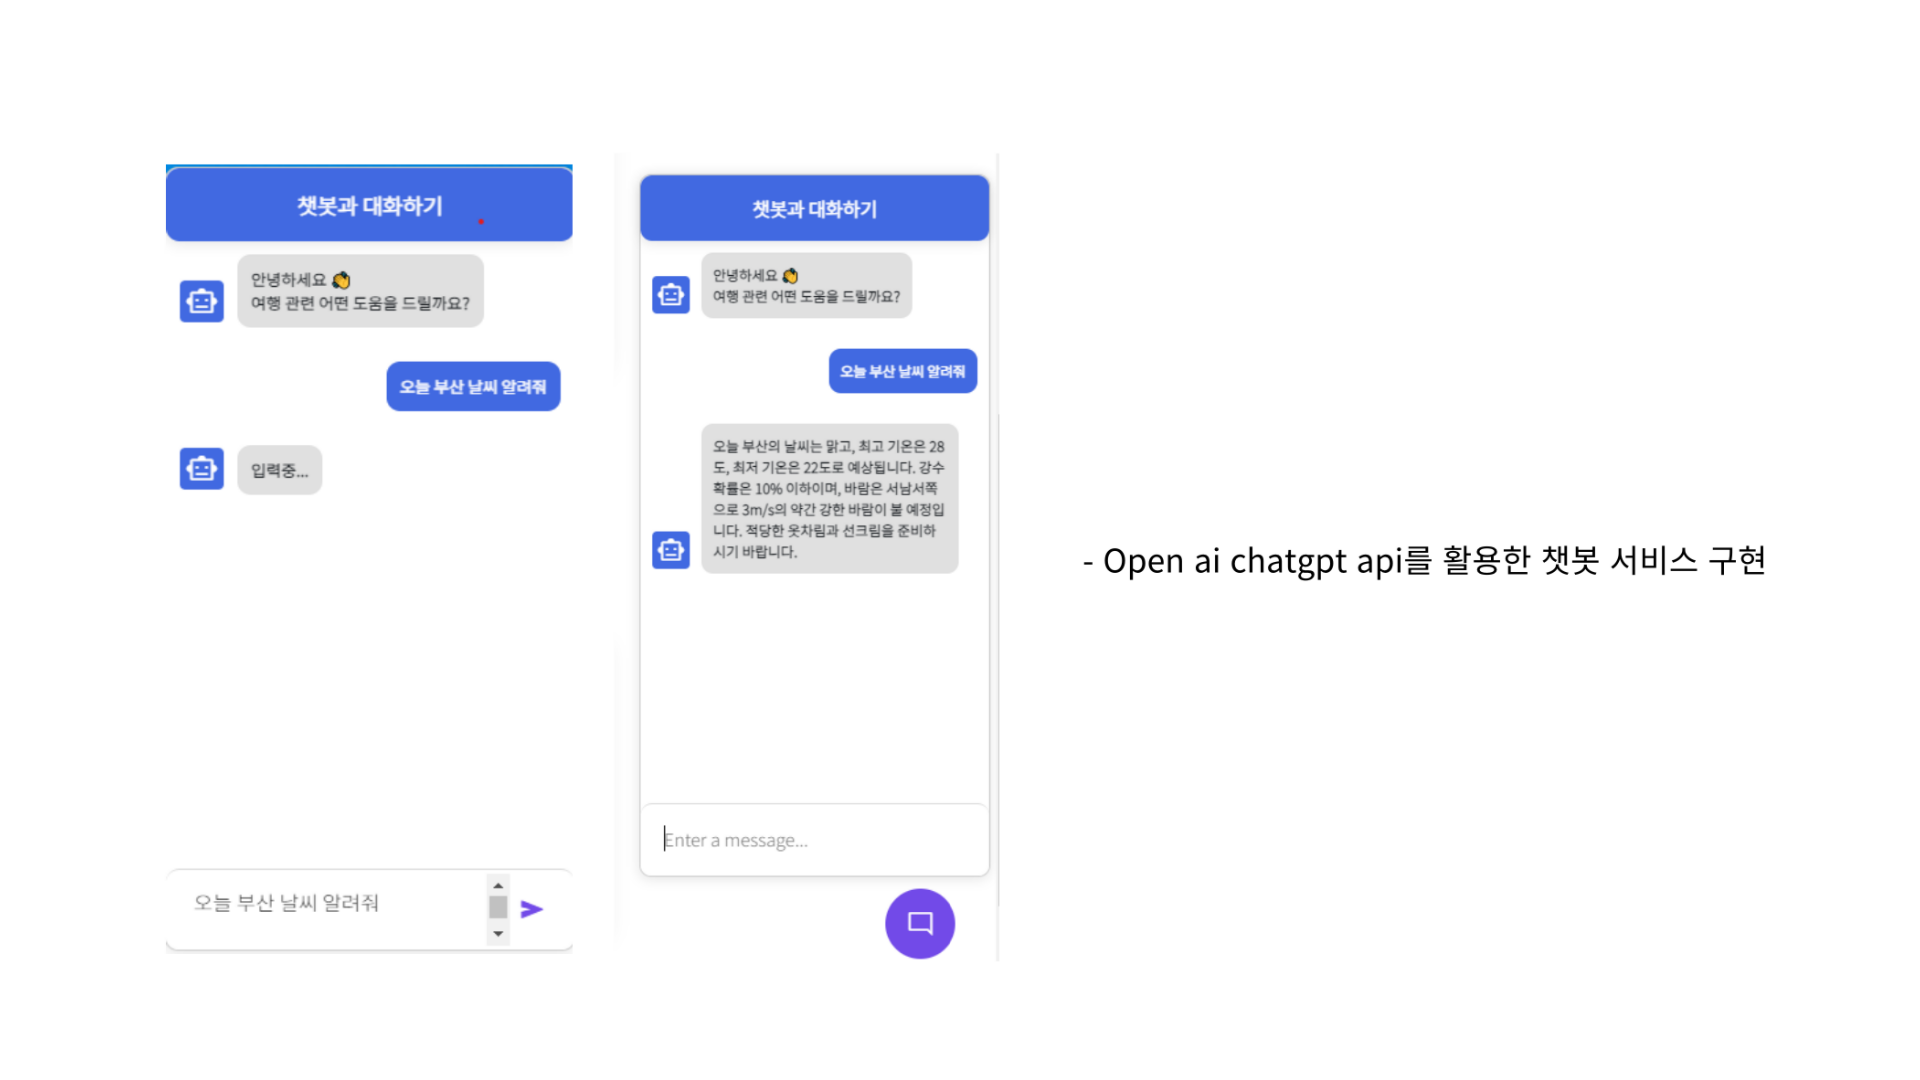 챗봇과 대화하기
안녕하세요 👏
여행 관련 어떤 도움을 드릴까요?
오늘 부산 날씨 알려줘
입력중...
오늘 부산 날씨 알려줘
챗봇과 대화하기
안녕하세요 👏
여행 관련 어떤 도움을 드릴까요?
오늘 부산 날씨 알려줘
오늘 부산의 날씨는 맑고, 최고 기온은 28
도, 최저 기온은 22도로 예상됩니다. 강수
확률은 10% 이하이며, 바람은 서남서쪽
으로 3m/s의 약간 강한 바람이 불 예정입
니다. 적당한 옷차림과 선크림을 준비하
시기 바랍니다.
Enter a message...
- Open ai chatgpt api를 활용한 챗봇 서비스 구현